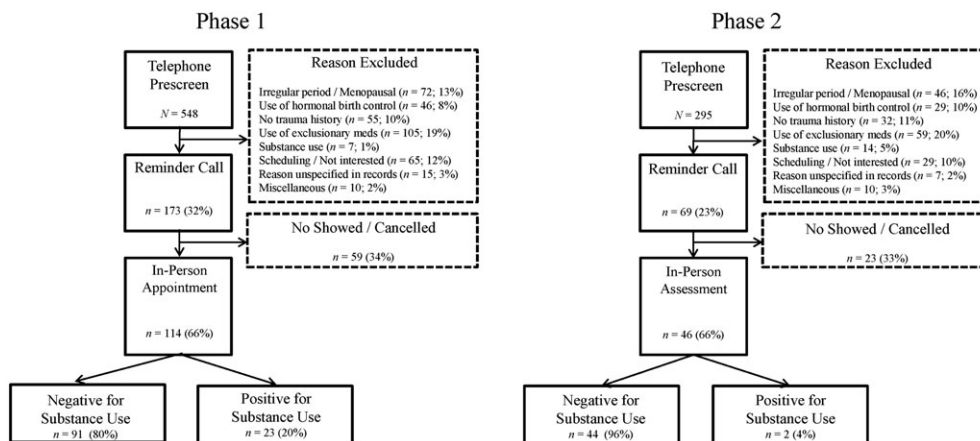 Phase 1
Telephone
Prescreen
N = 548
Reason Excluded
Irregular period / Menopausal (n = 72; 13%)
Use of hormonal birth control (n = 46; 8%)
No trauma history (n = 55; 10%)
Use of exclusionary meds (n = 105; 19%)
Substance use (n = 7; 1%)
Scheduling / Not interested (n = 65; 12%)
Reason unspecified in records (n = 15; 3%)
Miscellaneous (n = 10; 2%)
Reminder Call
n = 173 (32%)
No Showed / Cancelled
n = 59 (34%)
In-Person
Appointment
n = 114 (66%)
Negative for
Substance Use
n = 91 (80%)
Positive for
Substance Use
n = 23 (20%)
Phase 2
Telephone
Prescreen
N = 295
Reason Excluded
Irregular period / Menopausal (n = 46; 16%)
Use of hormonal birth control (n = 29; 10%)
No trauma history (n = 32; 11%)
Use of exclusionary meds (n = 59; 20%)
Substance use (n = 14; 5%)
Scheduling / Not interested (n = 29; 10%)
Reason unspecified in records (n = 7; 2%)
Miscellaneous (n = 10; 3%)
Reminder Call
n = 69 (23%)
No Showed / Cancelled
n = 23 (33%)
In-Person
Assessment
n = 46 (66%)
Negative for
Substance Use
n = 44 (96%)
Positive for
Substance Use
n = 2 (4%)